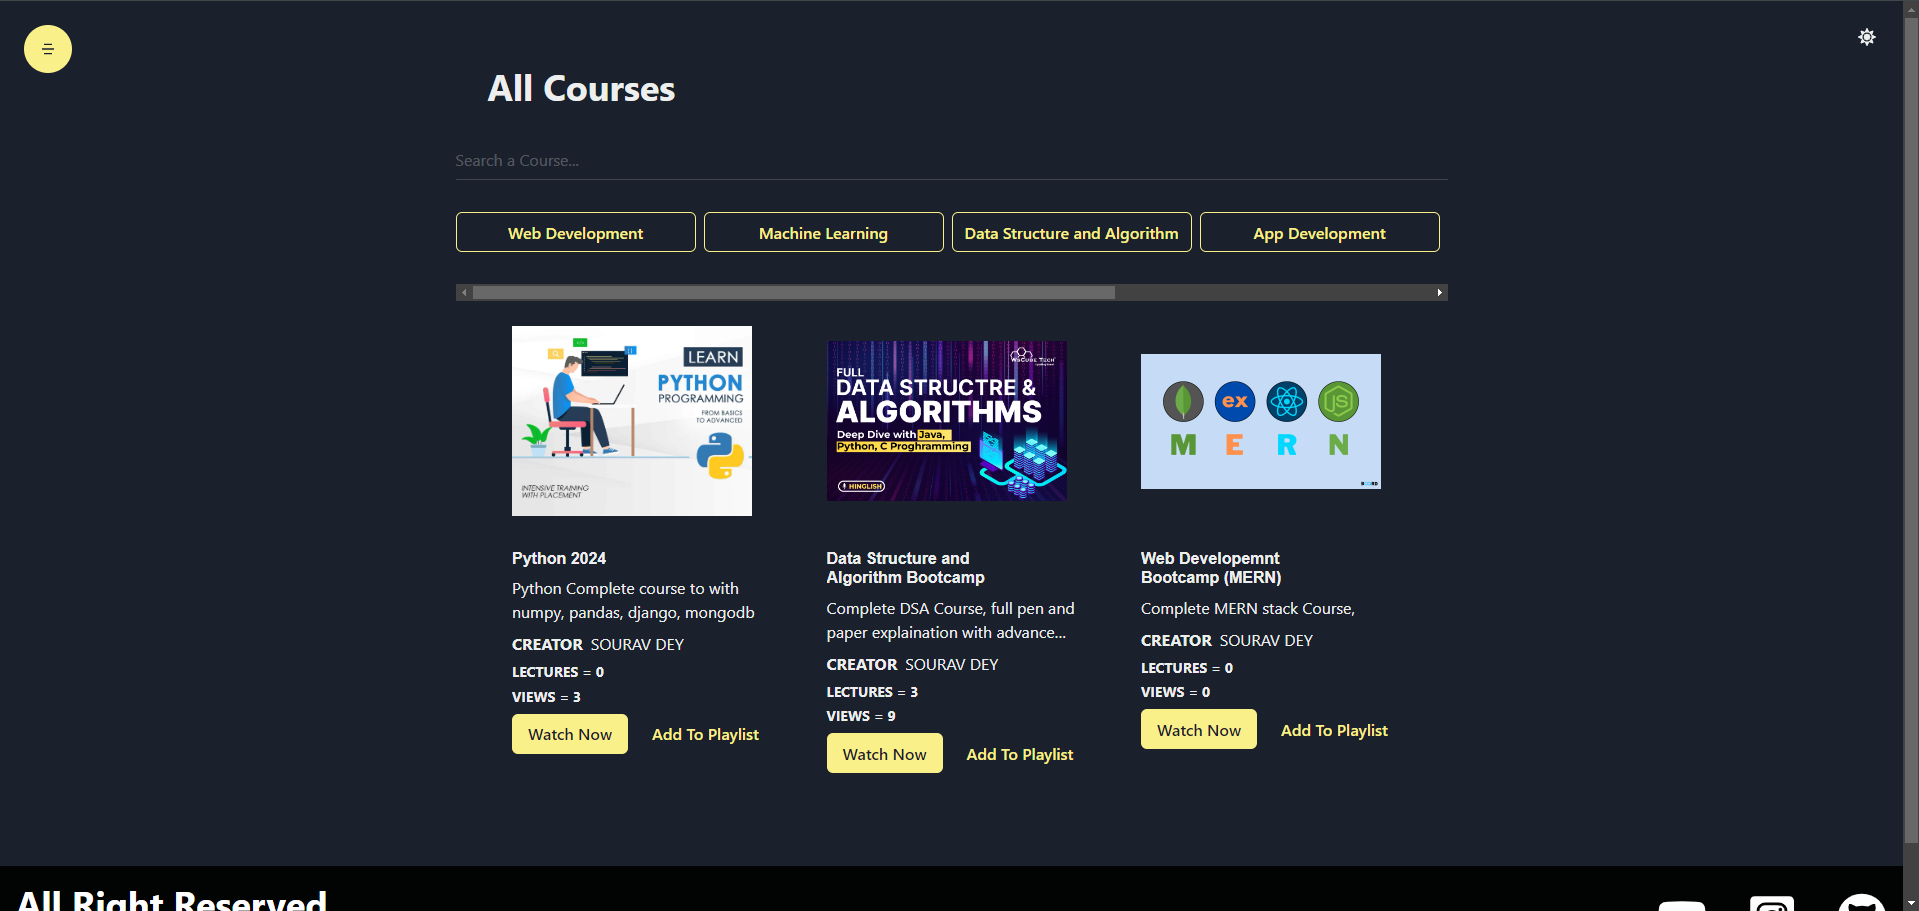 All Courses
Search a Course...
Web Development
Machine Learning
Data Structure and Algorithm
App Development
LEARN
PYTHON
PROGRAMMING
FROM BASICS
TO ADVANCED
INTENSIVE TRAINING
WITH PLACEMENT
Python 2024
Python Complete course to with
numpy, pandas, django, mongodb
CREATOR SOURAV DEY
LECTURES = 0
VIEWS = 3
Watch Now
Add To Playlist
WsCube Tech
FULL
DATA STRUCTRE &
ALGORITHMS
Deep Dive with Java,
Python, C Proghramming
HINGLISH
Data Structure and
Algorithm Bootcamp
Complete DSA Course, full pen and
paper explaination with advance...
CREATOR SOURAV DEY
LECTURES = 3
VIEWS = 9
Watch Now
Add To Playlist
ex
JS
M E R N
Web Developemnt
Bootcamp (MERN)
Complete MERN stack Course,
CREATOR SOURAV DEY
LECTURES = 0
VIEWS = 0
Watch Now
Add To Playlist
All Right Reserved